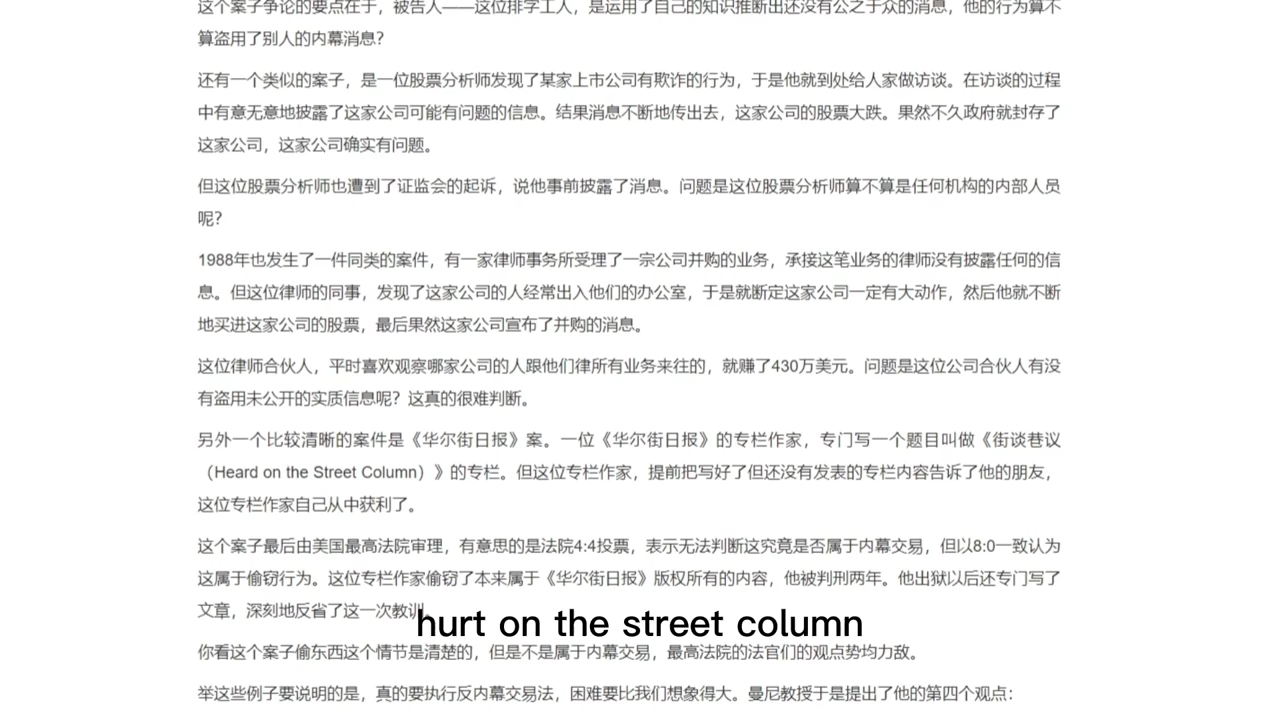 这个案子争论的要点在于，被告人——这位排字工人，是运用了自己的知识推断出还没有公之于众的消息，他的行为算不
算盗用了别人的内幕消息？
还有一个类似的案子，是一位股票分析师发现了某家上市公司有欺诈的行为，于是他就到处给人家做访谈。在访谈的过程
中有意无意地披露了这家公司可能有问题的信息。结果消息不断地传出去，这家公司的股票大跌。果然不久政府就封存了
这家公司，这家公司确实有问题。
但这位股票分析师也遭到了证监会的起诉，说他事前披露了消息。问题是这位股票分析师算不算是任何机构的内部人员
呢？
1988年也发生了一件同类的案件，有一家律师事务所受理了一宗公司并购的业务，承接这笔业务的律师没有披露任何的信
息。但这位律师的同事，发现了这家公司的人经常出入他们的办公室，于是就断定这家公司一定有大动作，然后他就不断
地买进这家公司的股票，最后果然这家公司宣布了并购的消息。
这位律师合伙人，平时喜欢观察哪家公司的人跟他们律所有业务来往的，就赚了430万美元。问题是这位公司合伙人有没
有盗用未公开的实质信息呢？这真的很难判断。
另外一个比较清晰的案件是《华尔街日报》案。一位《华尔街日报》的专栏作家，专门写一个题目叫做《街谈巷议
（Heard on the Street Column）》的专栏。但这位专栏作家，提前把写好了但还没有发表的专栏内容告诉了他的朋友，
这位专栏作家自己从中获利了。
这个案子最后由美国最高法院审理，有意思的是法院4:4投票，表示无法判断这究竟是否属于内幕交易，但以8:0一致认为
这属于偷窃行为。这位专栏作家偷窃了本来属于《华尔街日报》版权所有的内容，他被判刑两年。他出狱以后还专门写了
文章，深刻地反省了这一次教训。
hurt on the street column
你看这个案子偷东西这个情节是清楚的，但是不是属于内幕交易，最高法院的法官们的观点势均力敌。
举这些例子要说明的是，真的要执行反内幕交易法，困难要比我们想象得大。曼尼教授于是提出了他的第四个观点：